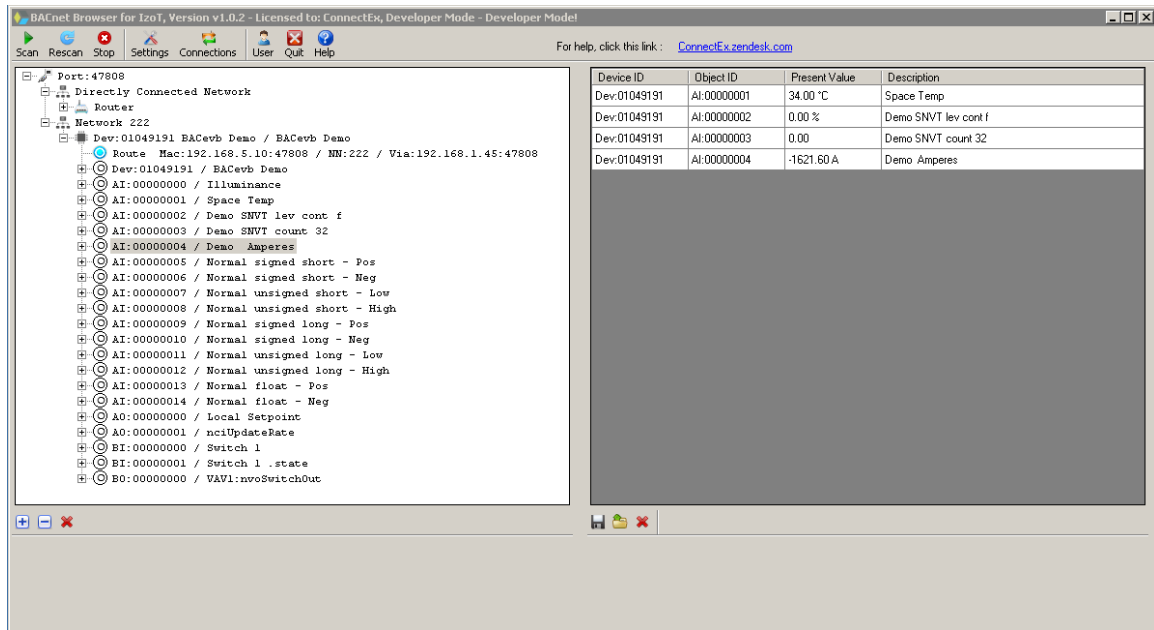 BACnet Browser for IzoT, Version v1.0.2 - Licensed to: ConnectEx, Developer Mode - Developer Mode!
Scan Rescan Stop Settings Connections User Quit Help For help, click this link : ConnectEx.zendesk.com
Port:47808
Directly Connected Network
Router
Network 222
Dev:01049191 BACevb Demo / BACevb Demo
Route Mac:192.168.5.10:47808 / NN:222 / Via:192.168.1.45:47808
Dev:01049191 / BACevb Demo
AI:00000000 / Illuminance
AI:00000001 / Space Temp
AI:00000002 / Demo SNVT lev cont f
AI:00000003 / Demo SNVT count 32
AI:00000004 / Demo Amperes
AI:00000005 / Normal signed short - Pos
AI:00000006 / Normal signed short - Neg
AI:00000007 / Normal unsigned short - Low
AI:00000008 / Normal unsigned short - High
AI:00000009 / Normal signed long - Pos
AI:00000010 / Normal signed long - Neg
AI:00000011 / Normal unsigned long - Low
AI:00000012 / Normal unsigned long - High
AI:00000013 / Normal float - Pos
AI:00000014 / Normal float - Neg
AO:00000000 / Local Setpoint
AO:00000001 / nciUpdateRate
BI:00000000 / Switch 1
BI:00000001 / Switch 1 .state
BO:00000000 / VAV1:nvoSwitchOut
Device ID Object ID Present Value Description
Dev:01049191 AI:00000001 34.00 °C Space Temp
Dev:01049191 AI:00000002 0.00 % Demo SNVT lev cont f
Dev:01049191 AI:00000003 0.00 Demo SNVT count 32
Dev:01049191 AI:00000004 -1621.60 A Demo Amperes